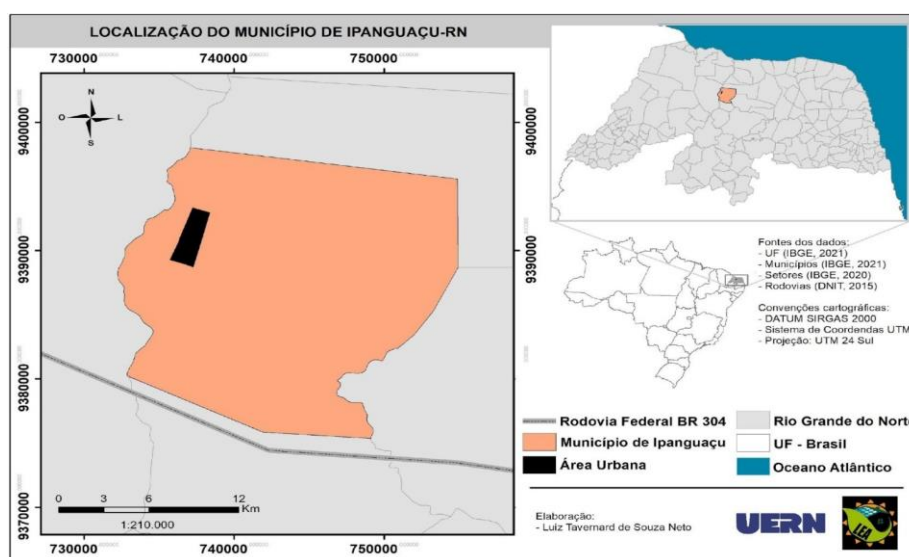 LOCALIZAÇÃO DO MUNICÍPIO DE IPANGUAÇU-RN
730000 740000 750000
9400000 9400000
9390000 9390000
9380000 9380000
9370000 9370000
N
O L
S
0 3 6 12
Km
1:210.000
730000 740000 750000
Fontes dos dados:
- UF (IBGE, 2021)
- Municípios (IBGE, 2021)
- Setores (IBGE, 2020)
- Rodovias (DNIT, 2015)
Convenções cartográficas:
- DATUM SIRGAS 2000
- Sistema de Coordendas UTM
- Projeção: UTM 24 Sul
Rodovia Federal BR 304
Município de Ipanguaçu
Área Urbana
Rio Grande do Norte
UF - Brasil
Oceano Atlântico
Elaboração:
- Luiz Tavernard de Souza Neto
UERN